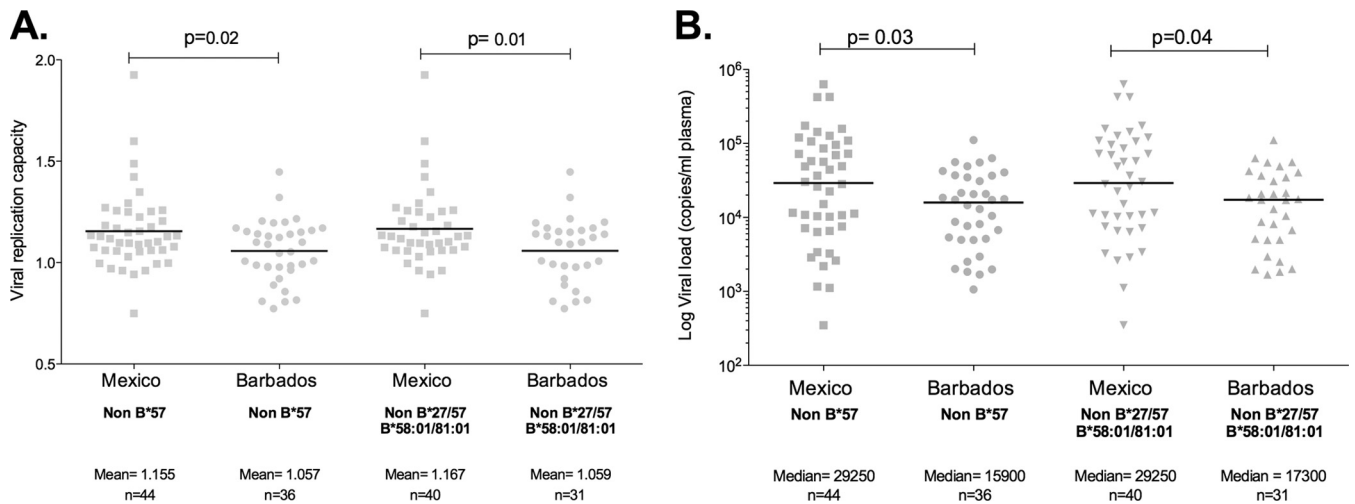 A.
p=0.02
p= 0.01
2.0
1.5
1.0
0.5
Viral replication capacity
Mexico Barbados Mexico Barbados
Non B*57 Non B*57 Non B*27/57 Non B*27/57
B*58:01/81:01 B*58:01/81:01
Mean= 1.155 Mean= 1.057 Mean= 1.167 Mean= 1.059
n=44 n=36 n=40 n=31
B.
p= 0.03
p=0.04
10⁶
10⁵
10⁴
10³
10²
Log Viral load (copies/ml plasma)
Mexico Barbados Mexico Barbados
Non B*57 Non B*57 Non B*27/57 Non B*27/57
B*58:01/81:01 B*58:01/81:01
Median= 29250 Median= 15900 Median= 29250 Median = 17300
n=44 n=36 n=40 n=31